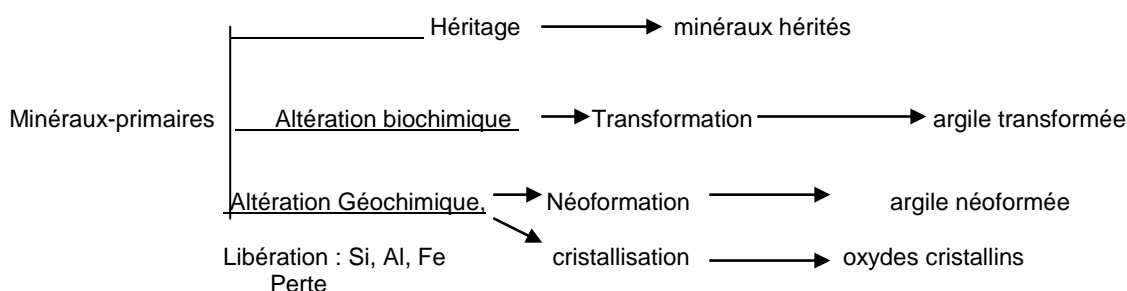 Héritage minéraux hérités
Minéraux-primaires Altération biochimique Transformation argile transformée
Altération Géochimique, Néoformation argile néoformée
Libération : Si, Al, Fe cristallisation oxydes cristallins
Perte